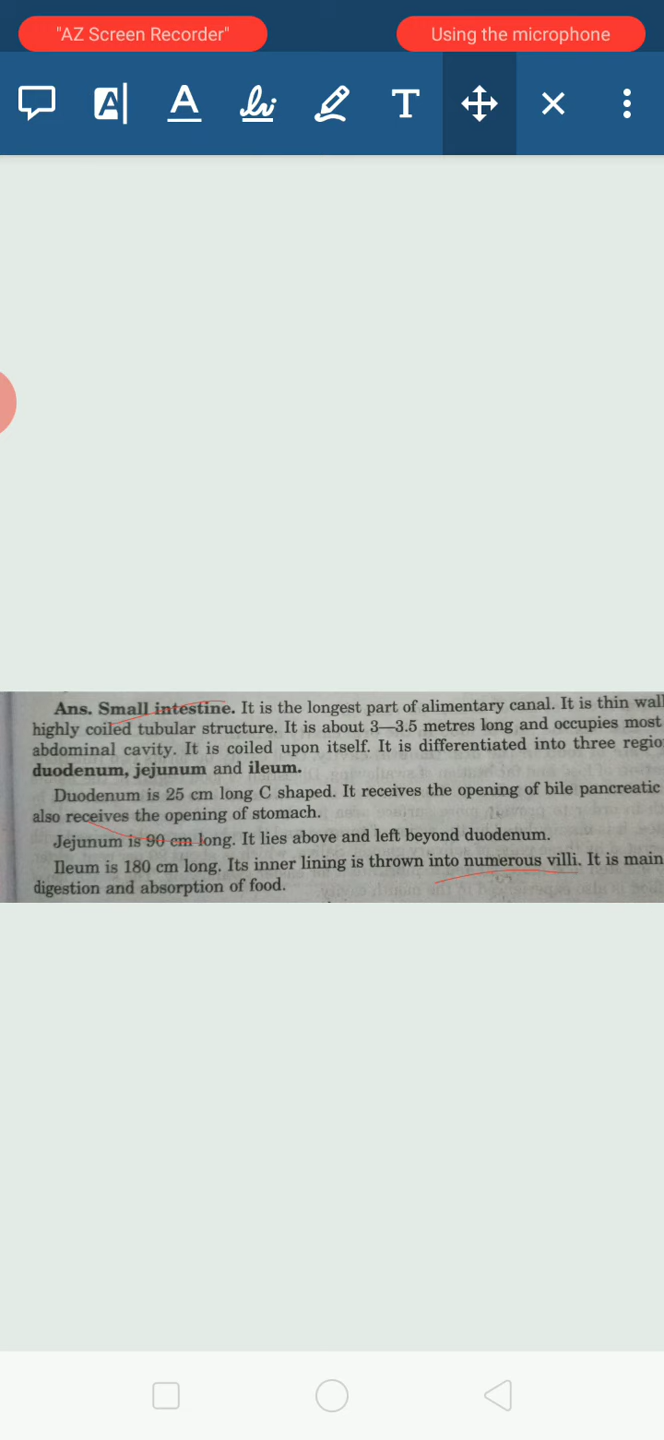 "AZ Screen Recorder" Using the microphone
A A T
Ans. Small intestine. It is the longest part of alimentary canal. It is thin wall
highly coiled tubular structure. It is about 3—3.5 metres long and occupies most
abdominal cavity. It is coiled upon itself. It is differentiated into three regio
duodenum, jejunum and ileum.
Duodenum is 25 cm long C shaped. It receives the opening of bile pancreatic
also receives the opening of stomach.
Jejunum is 90 cm long. It lies above and left beyond duodenum.
Ileum is 180 cm long. Its inner lining is thrown into numerous villi. It is main
digestion and absorption of food.